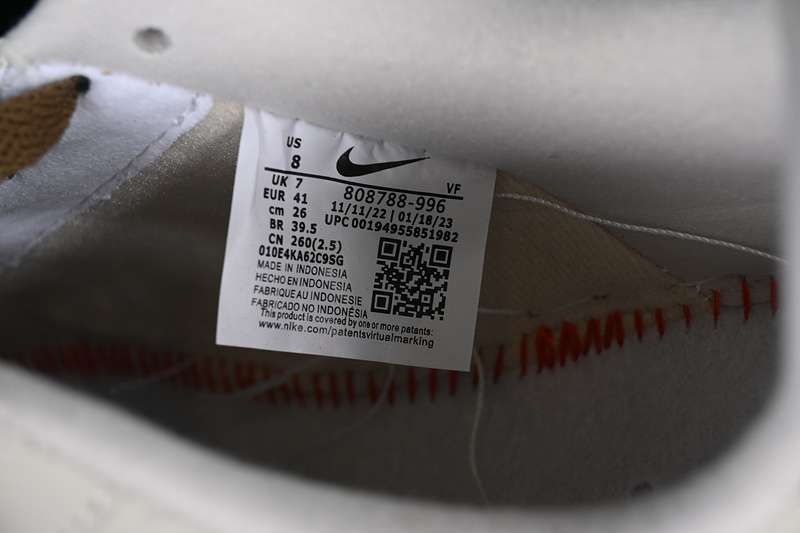 US
8
UK 7 VF
EUR 41 808788-996
cm 26 11/11/22 | 01/18/23
BR 39.5 UPC 00194955851982
CN 260(2.5)
010E4KA62C9SG
MADE IN INDONESIA
HECHO EN INDONESIA
FABRIQUE AU INDONESIE
FABRICADO NO INDONÉSIA
This product is covered by one or more patents:
www.nike.com/patentsvirtualmarking